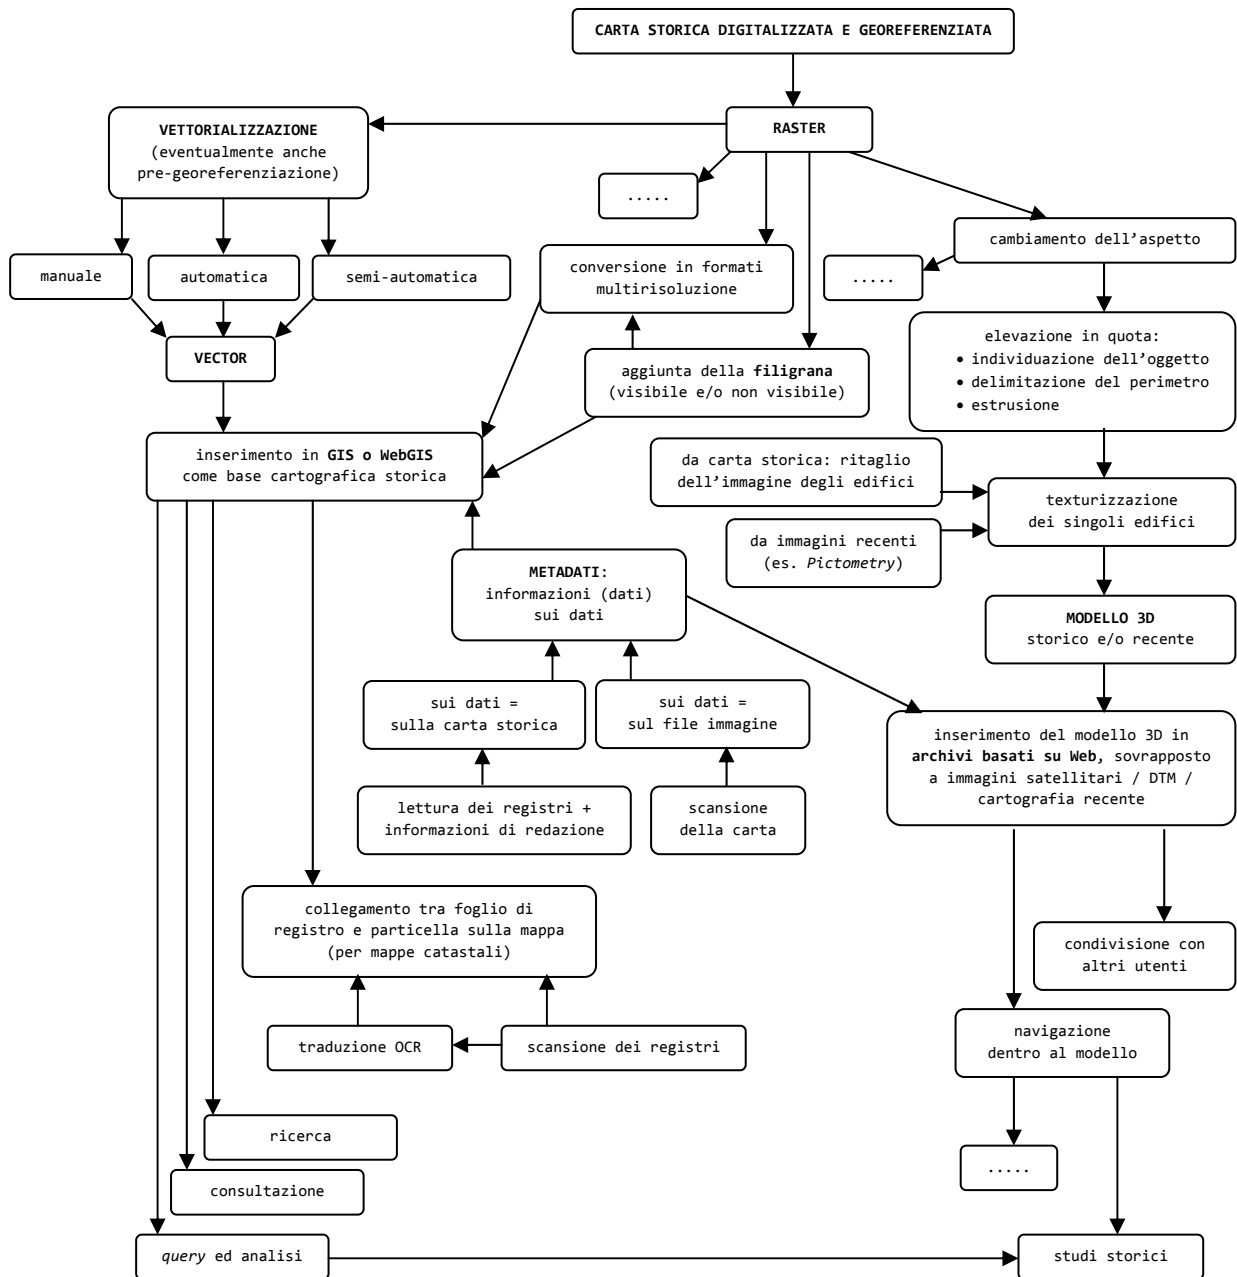 CARTA STORICA DIGITALIZZATA E GEOREFERENZIATA
RASTER
VETTORIALIZZAZIONE
(eventualmente anche
pre-georeferenziazione)
.....
cambiamento dell’aspetto
manuale
automatica
semi-automatica
conversione in formati
multirisoluzione
.....
VECTOR
aggiunta della filigrana
(visibile e/o non visibile)
elevazione in quota:
• individuazione dell’oggetto
• delimitazione del perimetro
• estrusione
inserimento in GIS o WebGIS
come base cartografica storica
da carta storica: ritaglio
dell’immagine degli edifici
texturizzazione
dei singoli edifici
da immagini recenti
(es. Pictometry)
METADATI:
informazioni (dati)
sui dati
MODELLO 3D
storico e/o recente
sui dati =
sulla carta storica
sui dati =
sul file immagine
inserimento del modello 3D in
archivi basati su Web, sovrapposto
a immagini satellitari / DTM /
cartografia recente
lettura dei registri +
informazioni di redazione
scansione
della carta
collegamento tra foglio di
registro e particella sulla mappa
(per mappe catastali)
condivisione con
altri utenti
traduzione OCR
scansione dei registri
navigazione
dentro al modello
ricerca
.....
consultazione
query ed analisi
studi storici